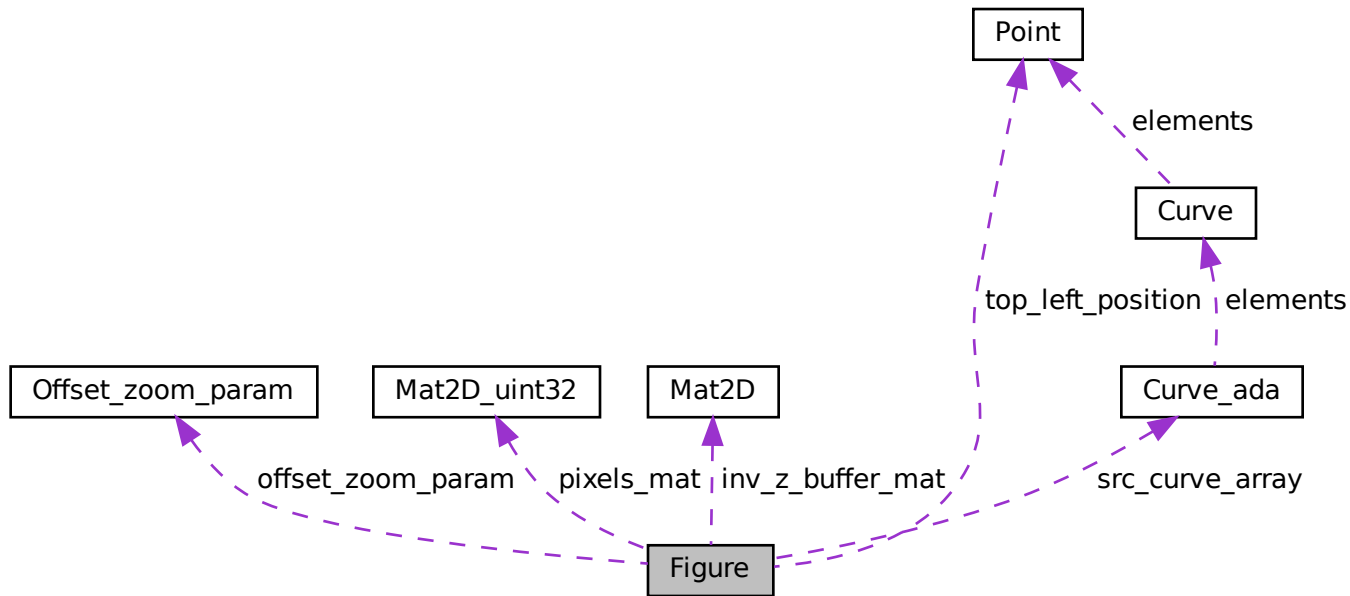 Point
elements
Curve
top_left_position
elements
Offset_zoom_param
Mat2D_uint32
Mat2D
Curve_ada
offset_zoom_param
pixels_mat
inv_z_buffer_mat
src_curve_array
Figure